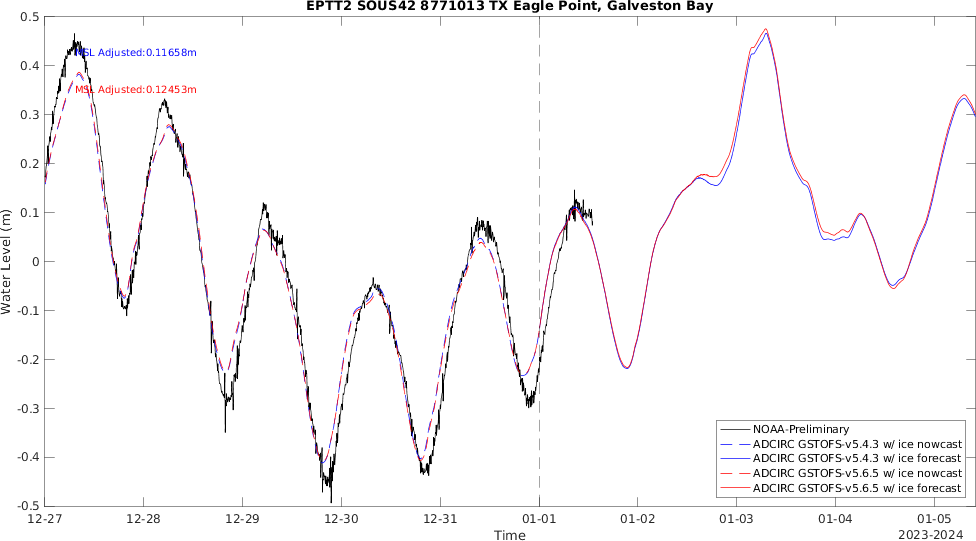 EPTT2 SOUS42 8771013 TX Eagle Point, Galveston Bay
0.5
0.4
0.3
0.2
0.1
0
-0.1
-0.2
-0.3
-0.4
-0.5
Water Level (m)
MSL Adjusted:0.11658m
MSL Adjusted:0.12453m
NOAA-Preliminary
ADCIRC GSTOFS-v5.4.3 w/ ice nowcast
ADCIRC GSTOFS-v5.4.3 w/ ice forecast
ADCIRC GSTOFS-v5.6.5 w/ ice nowcast
ADCIRC GSTOFS-v5.6.5 w/ ice forecast
12-27 12-28 12-29 12-30 12-31 01-01 01-02 01-03 01-04 01-05
Time
2023-2024